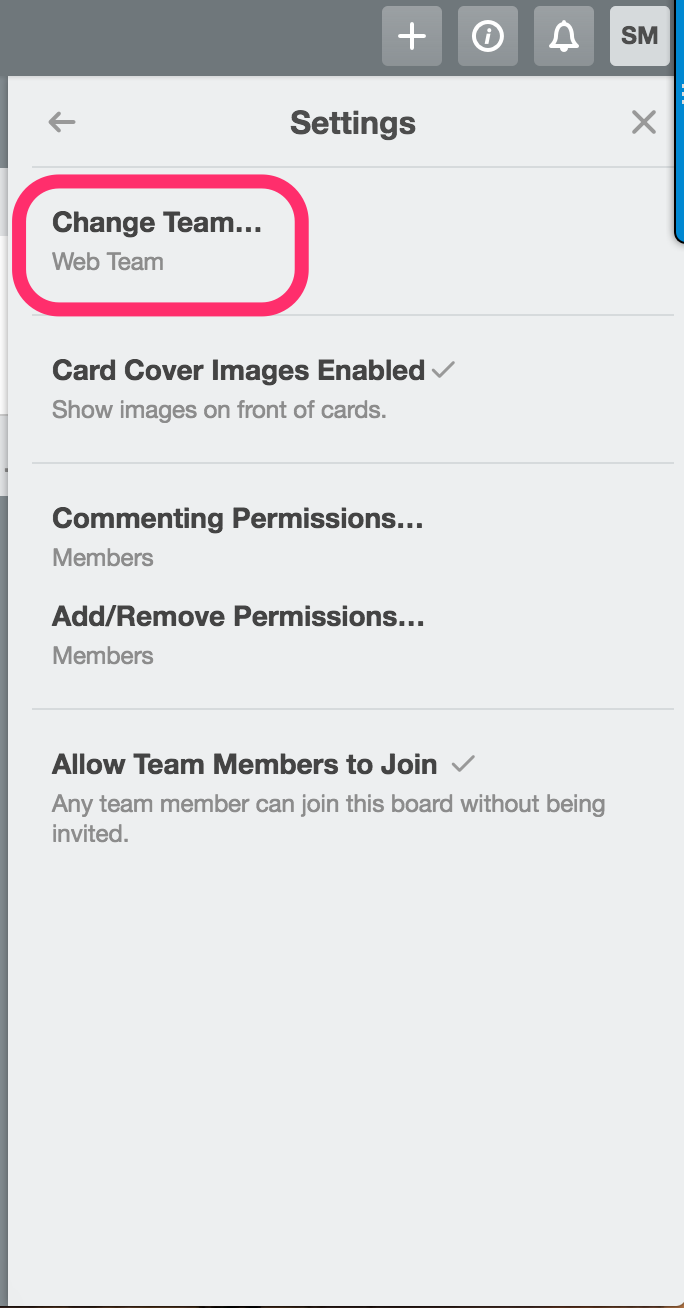 SM
Settings
Change Team…
Web Team
Card Cover Images Enabled
Show images on front of cards.
Commenting Permissions…
Members
Add/Remove Permissions…
Members
Allow Team Members to Join
Any team member can join this board without being
invited.